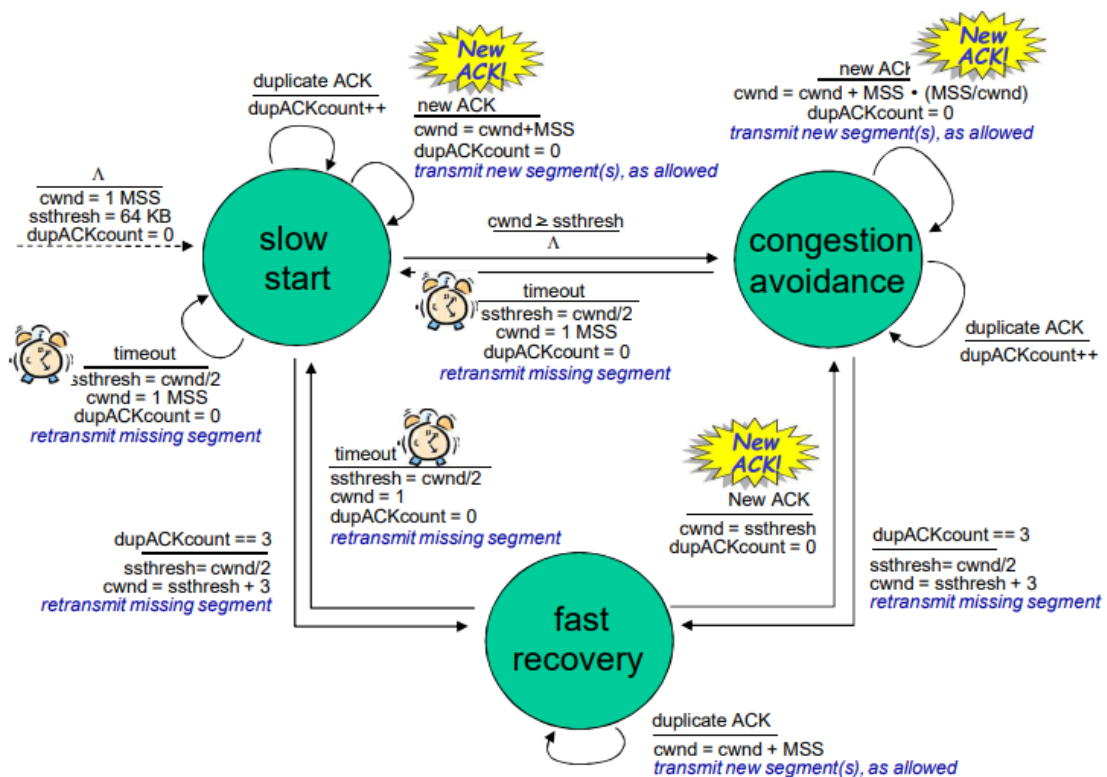 New
ACK!
duplicate ACK
dupACKcount++
new ACK
cwnd = cwnd+MSS
dupACKcount = 0
transmit new segment(s), as allowed
New
ACK!
new ACK
cwnd = cwnd + MSS • (MSS/cwnd)
dupACKcount = 0
transmit new segment(s), as allowed
Λ
cwnd = 1 MSS
ssthresh = 64 KB
dupACKcount = 0
slow
start
cwnd ≥ ssthresh
Λ
congestion
avoidance
timeout
ssthresh = cwnd/2
cwnd = 1 MSS
dupACKcount = 0
retransmit missing segment
duplicate ACK
dupACKcount++
timeout
ssthresh = cwnd/2
cwnd = 1 MSS
dupACKcount = 0
retransmit missing segment
timeout
ssthresh = cwnd/2
cwnd = 1
dupACKcount = 0
retransmit missing segment
New
ACK!
New ACK
cwnd = ssthresh
dupACKcount = 0
dupACKcount == 3
ssthresh= cwnd/2
cwnd = ssthresh + 3
retransmit missing segment
dupACKcount == 3
ssthresh= cwnd/2
cwnd = ssthresh + 3
retransmit missing segment
fast
recovery
duplicate ACK
cwnd = cwnd + MSS
transmit new segment(s), as allowed